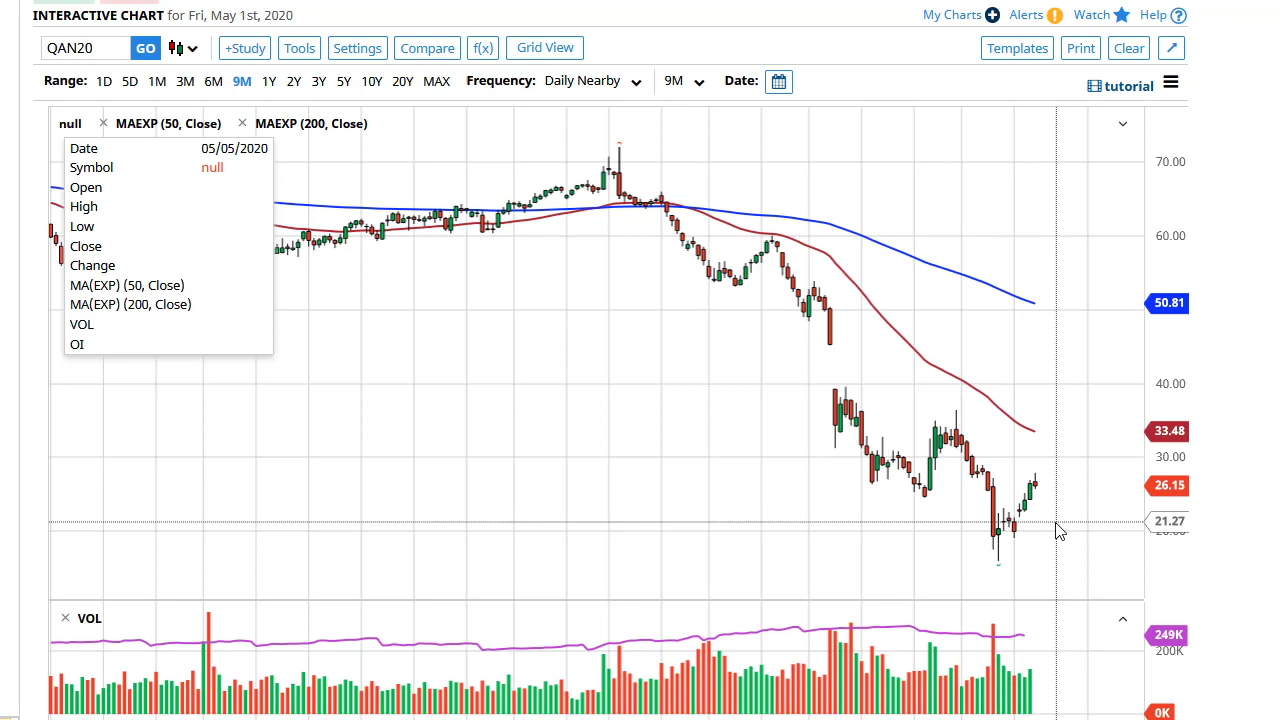 INTERACTIVE CHART for Fri, May 1st, 2020
My Charts Alerts Watch Help
QAN20 GO +Study Tools Settings Compare f(x) Grid View Templates Print Clear
Range: 1D 5D 1M 3M 6M 9M 1Y 2Y 3Y 5Y 10Y 20Y MAX Frequency: Daily Nearby 9M Date:
tutorial
null × MAEXP (50, Close) × MAEXP (200, Close)
Date 05/05/2020
Symbol null
Open
High
Low
Close
Change
MA(EXP) (50, Close)
MA(EXP) (200, Close)
VOL
OI
70.00
60.00
50.81
40.00
33.48
30.00
26.15
21.27
20.00
× VOL
249K
200K
0K